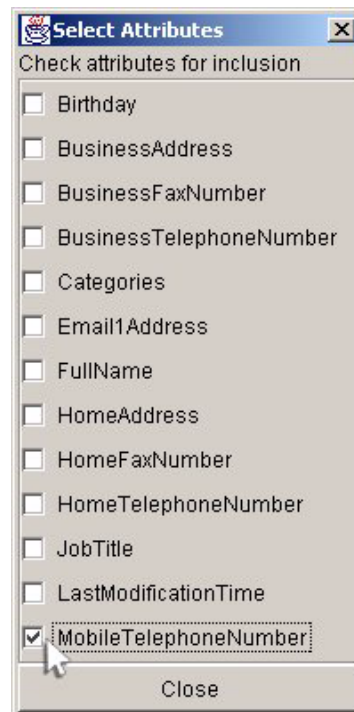 Select Attributes
Check attributes for inclusion
Birthday
BusinessAddress
BusinessFaxNumber
BusinessTelephoneNumber
Categories
Email1Address
FullName
HomeAddress
HomeFaxNumber
HomeTelephoneNumber
JobTitle
LastModificationTime
MobileTelephoneNumber
Close